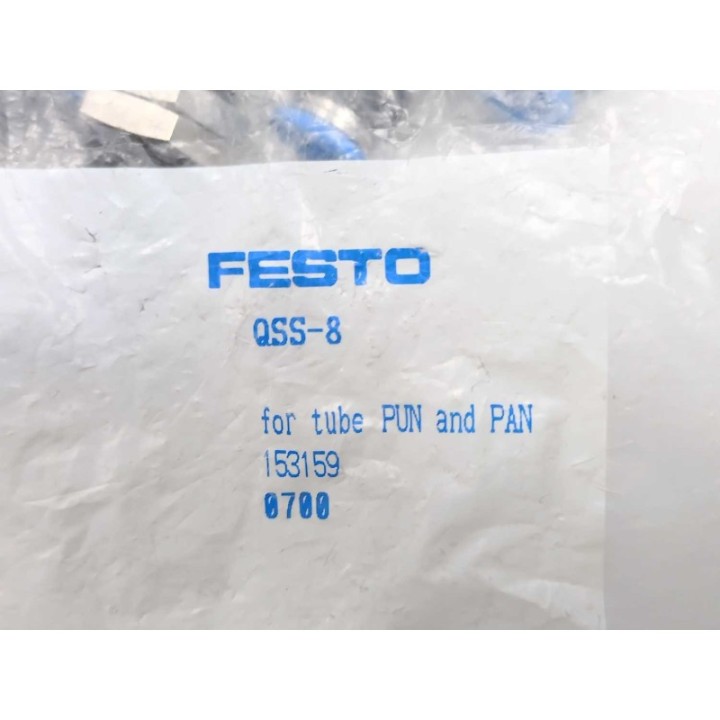 FESTO
QSS-8
for tube PUN and PAN
153159
0700